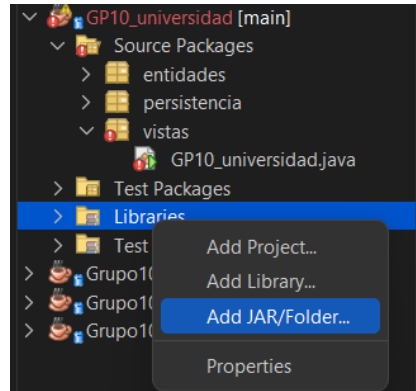 GP10_universidad [main]
Source Packages
entidades
persistencia
vistas
GP10_universidad.java
Test Packages
Libraries
Test
Add Project...
Grupo10
Add Library...
Grupo10
Add JAR/Folder...
Grupo10
Properties